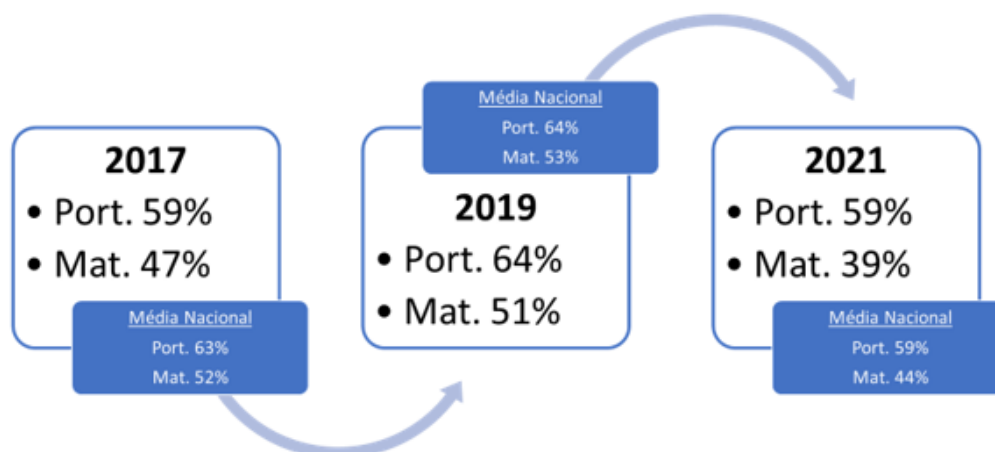 2017
• Port. 59%
• Mat. 47%
Média Nacional
Port. 63%
Mat. 52%
Média Nacional
Port. 64%
Mat. 53%
2019
• Port. 64%
• Mat. 51%
2021
• Port. 59%
• Mat. 39%
Média Nacional
Port. 59%
Mat. 44%